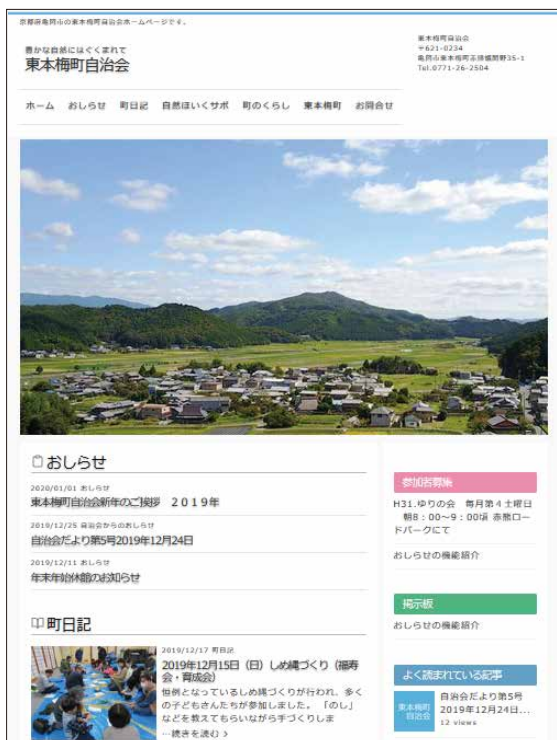 京都府亀岡市の東本梅町自治会ホームページです。
豊かな自然にはぐくまれて
東本梅町自治会
東本梅町自治会
〒621-0234
亀岡市東本梅町赤熊幡間野35-1
Tel.0771-26-2504
ホーム おしらせ 町日記 自然ほいくサポ 町のくらし 東本梅町 お問合せ
おしらせ
2020/01/01 おしらせ
東本梅町自治会新年のご挨拶 2019年
2019/12/25 自治会からのおしらせ
自治会だより第5号2019年12月24日
2019/12/11 おしらせ
年末年始休館のお知らせ
町日記
2019/12/17 町日記
2019年12月15日（日）しめ縄づくり（福寿
会・育成会）
恒例となっているしめ縄づくりが行われ、多く
の子どもさんたちが参加しました。 「のし」
などを教えてもらいながら手づくりしま
…続きを読む >
参加者募集
H31.ゆりの会 毎月第４土曜日
朝8：00～9：00頃 赤熊ロー
ドパークにて
おしらせの機能紹介
掲示板
おしらせの機能紹介
よく読まれている記事
東本梅町
自治会
自治会だより第5号
2019年12月24日...
12 views